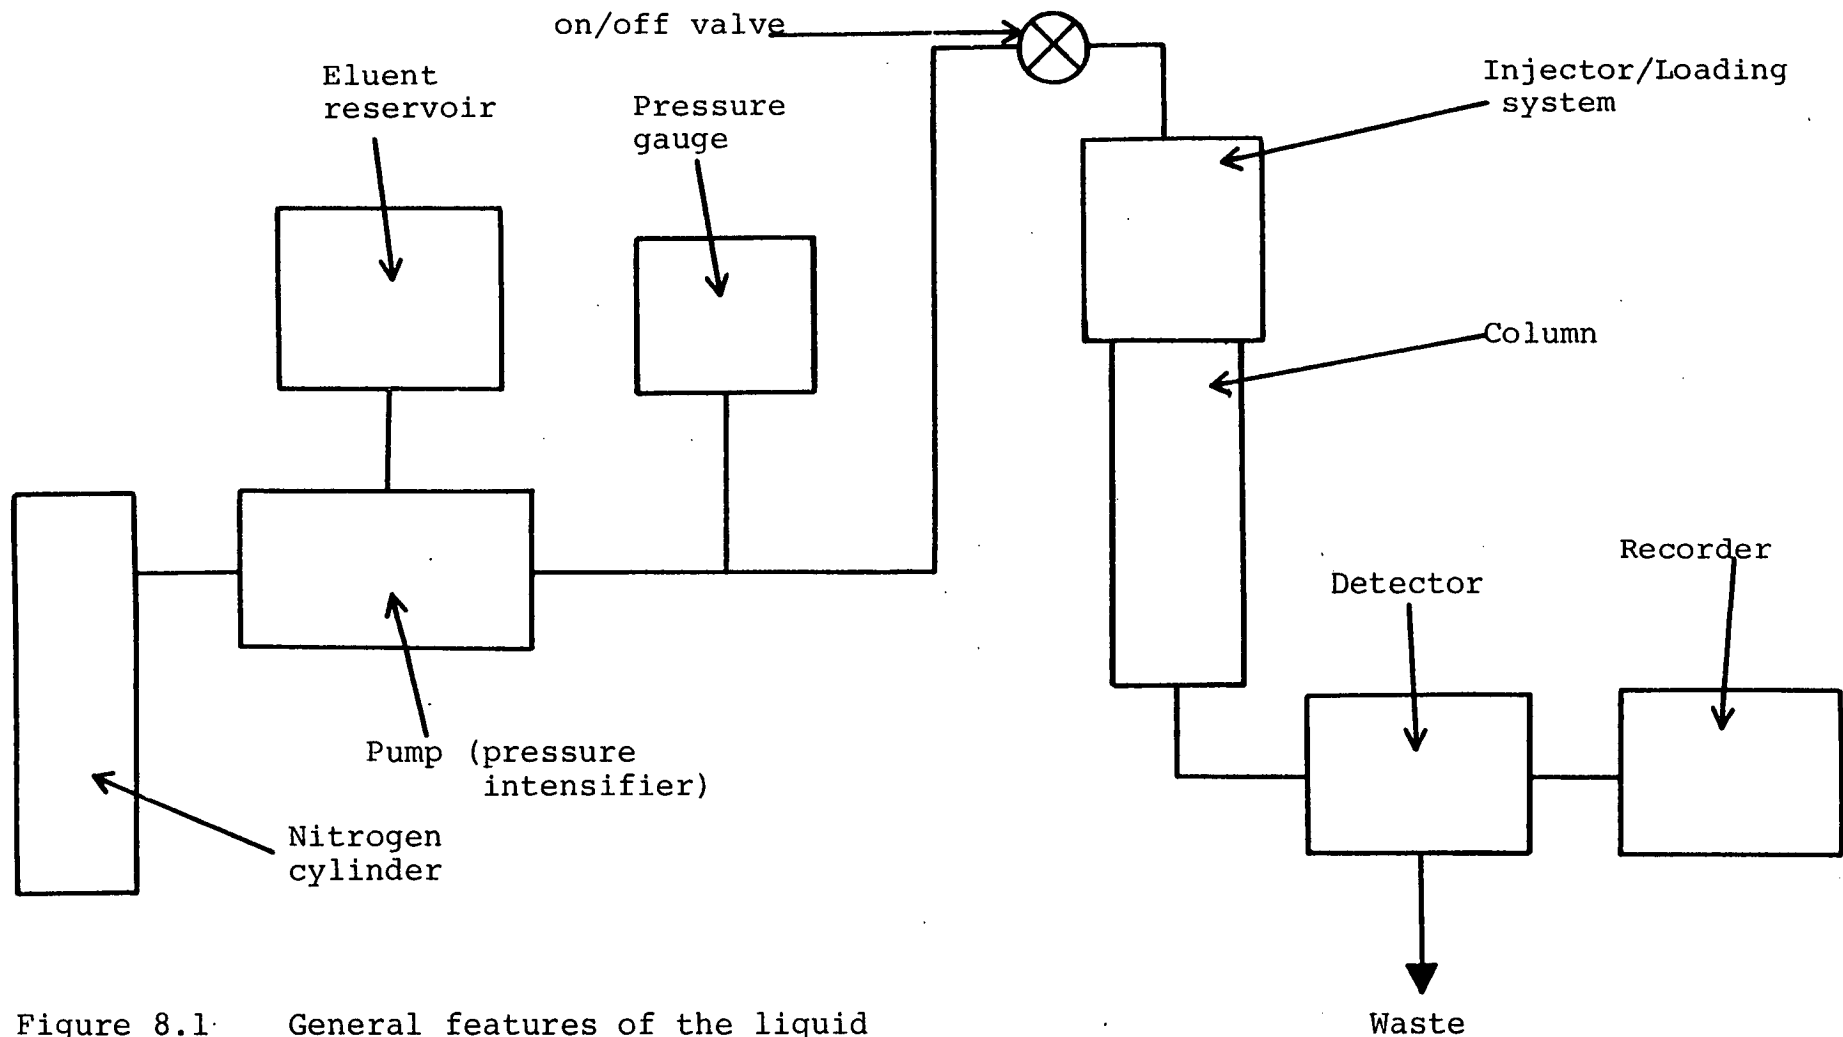 on/off valve
Eluent
reservoir
Pressure
gauge
Injector/Loading
system
Column
Recorder
Detector
Pump (pressure
intensifier)
Nitrogen
cylinder
Waste
Figure 8.1 General features of the liquid